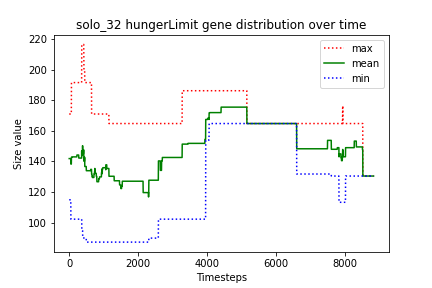 solo_32 hungerLimit gene distribution over time
220
200
180
160
140
120
100
Size value
max
mean
min
0 2000 4000 6000 8000
Timesteps